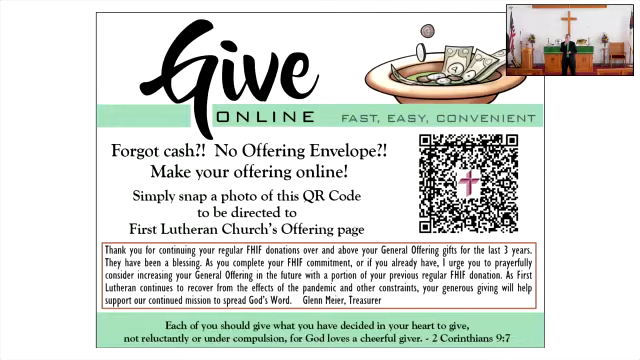 Give
ONLINE
FAST, EASY, CONVENIENT
Forgot cash?! No Offering Envelope?!
Make your offering online!
Simply snap a photo of this QR Code
to be directed to
First Lutheran Church's Offering page
Thank you for continuing your regular FHIF donations over and above your General Offering gifts for the last 3 years.
They have been a blessing. As you complete your FHIF commitment, or if you already have, I urge you to prayerfully
consider increasing your General Offering in the future with a portion of your previous regular FHIF donation. As First
Lutheran continues to recover from the effects of the pandemic and other constraints, your generous giving will help
support our continued mission to spread God's Word. Glenn Meier, Treasurer
Each of you should give what you have decided in your heart to give,
not reluctantly or under compulsion, for God loves a cheerful giver. - 2 Corinthians 9:7